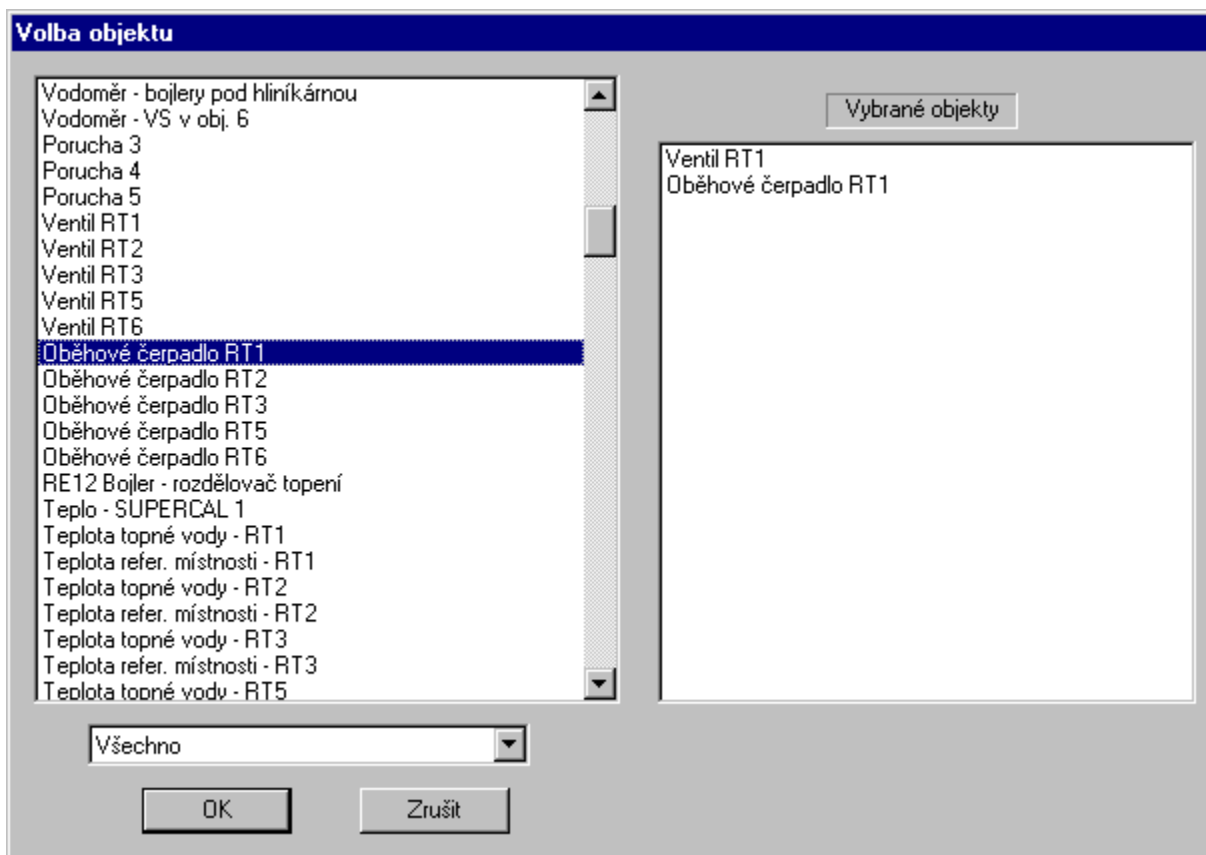 Volba objektu
Vodoměr - bojlery pod hliníkárnou
Vodoměr - VS v obj. 6
Porucha 3
Porucha 4
Porucha 5
Ventil RT1
Ventil RT2
Ventil RT3
Ventil RT5
Ventil RT6
Oběhové čerpadlo RT1
Oběhové čerpadlo RT2
Oběhové čerpadlo RT3
Oběhové čerpadlo RT5
Oběhové čerpadlo RT6
RE12 Bojler - rozdělovač topení
Teplo - SUPERCAL 1
Teplota topné vody - RT1
Teplota refer. místnosti - RT1
Teplota topné vody - RT2
Teplota refer. místnosti - RT2
Teplota topné vody - RT3
Teplota refer. místnosti - RT3
Teplota topné vody - RT5
Všechno
OK
Zrušit
Vybrané objekty
Ventil RT1
Oběhové čerpadlo RT1